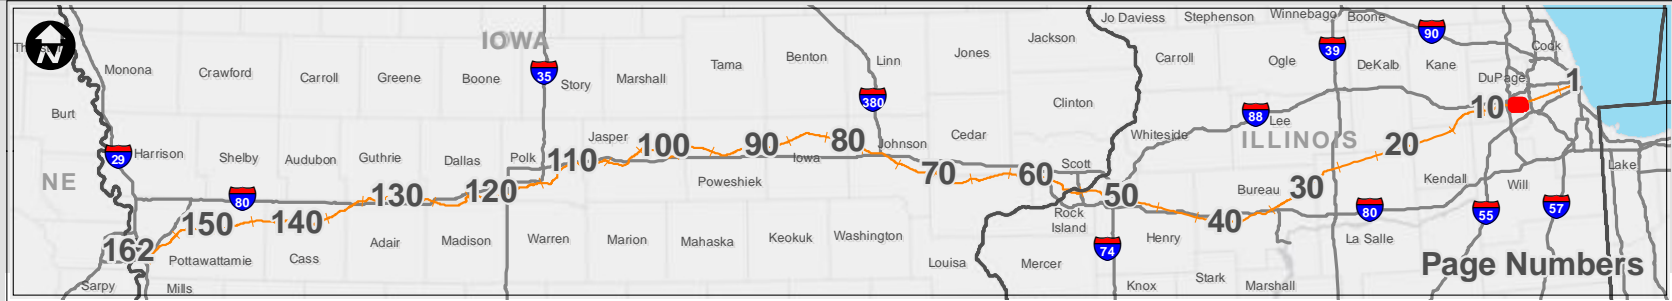 Jo Daviess
Stephenson
Winnebago
Boone
N
IOWA
Jackson
39
90
Cock
Monona
Crawford
Carroll
Greene
Boone
35
Story
Marshall
Tama
Benton
Linn
Jones
Carroll
Ogle
DeKalb
Kane
DuPage
1
380
Clinton
10
Burt
88
Lee
Whiteside
ILLINOIS
20
29
Harrison
Shelby
Audubon
Guthrie
Dallas
Polk
110
Jasper
100
90
Iowa
80
Johnson
Cedar
70
60
Scott
Lake
NE
80
130
120
Poweshiek
50
Bureau
30
Kendall
Will
162
150
140
Rock
Island
40
80
55
57
Pottawattamie
Cass
Adair
Madison
Warren
Marion
Mahaska
Keokuk
Washington
Louisa
Mercer
74
Henry
La Salle
Page Numbers
Sarpy
Mills
Knox
Stark
Marshall